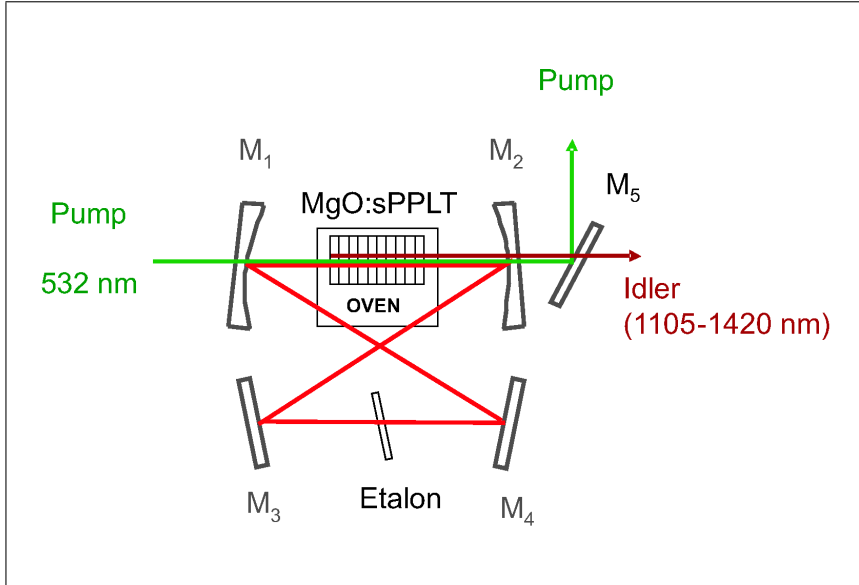 Pump
M₁
M₂
M₅
MgO:sPPLT
Pump
532 nm
OVEN
Idler
(1105-1420 nm)
M₃
Etalon
M₄